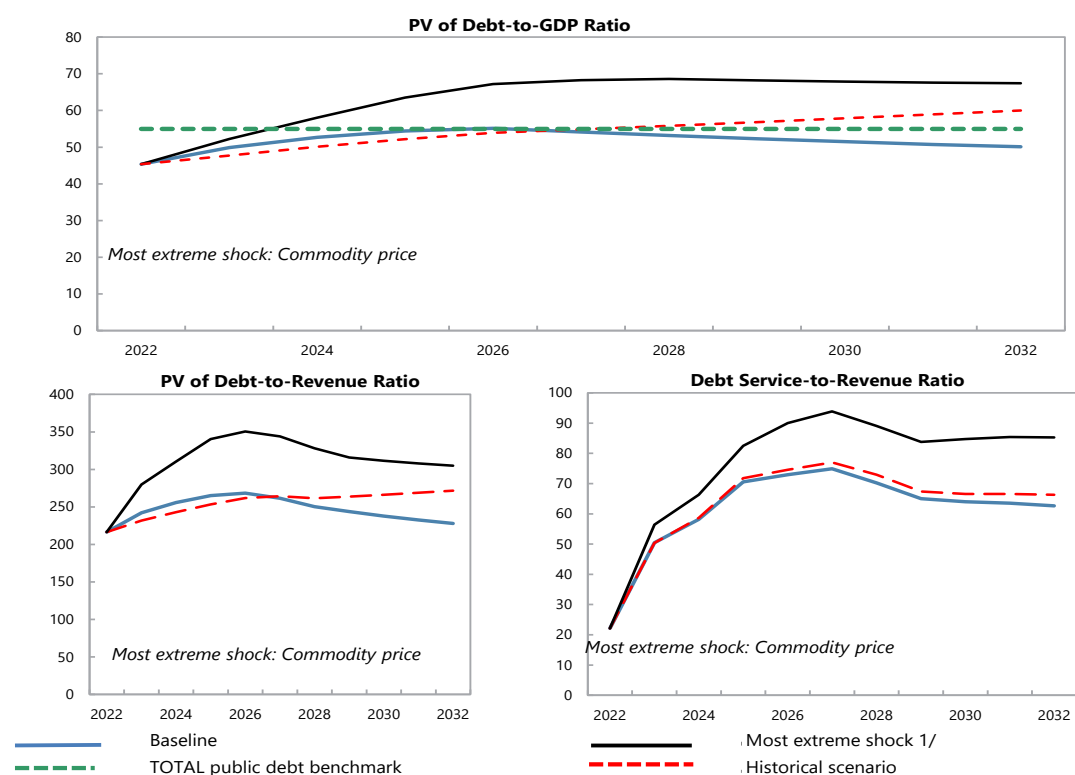 PV of Debt-to-GDP Ratio
80
70
60
50
40
30
20
10
0
Most extreme shock: Commodity price
2022 2024 2026 2028 2030 2032
PV of Debt-to-Revenue Ratio
400
350
300
250
200
150
100
50
0
Most extreme shock: Commodity price
2022 2024 2026 2028 2030 2032
Debt Service-to-Revenue Ratio
100
90
80
70
60
50
40
30
20
10
0
Most extreme shock: Commodity price
2022 2024 2026 2028 2030 2032
Baseline
TOTAL public debt benchmark
Most extreme shock 1/
Historical scenario